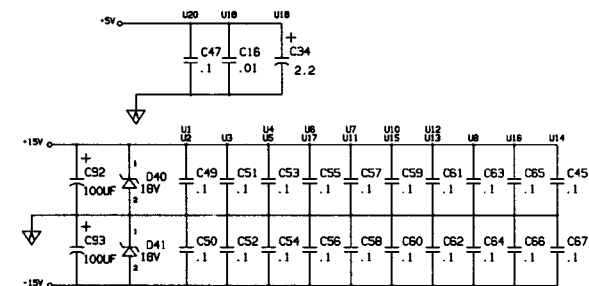 U20 U18 U18
+5V
+
C47 C16 C34
.1 .01 2.2
A
U1 U4 U6 U7 U10 U12
U2 U3 U5 U17 U11 U15 U13 U8 U16 U14
+15V
+
1
C92 D40 C49 C51 C53 C55 C57 C59 C61 C63 C65 C45
100UF 18V .1 .1 .1 .1 .1 .1 .1 .1 .1 .1
2
A
+
1
C93 D41 C50 C52 C54 C56 C58 C60 C62 C64 C66 C67
100UF 18V .1 .1 .1 .1 .1 .1 .1 .1 .1 .1
2
-15V